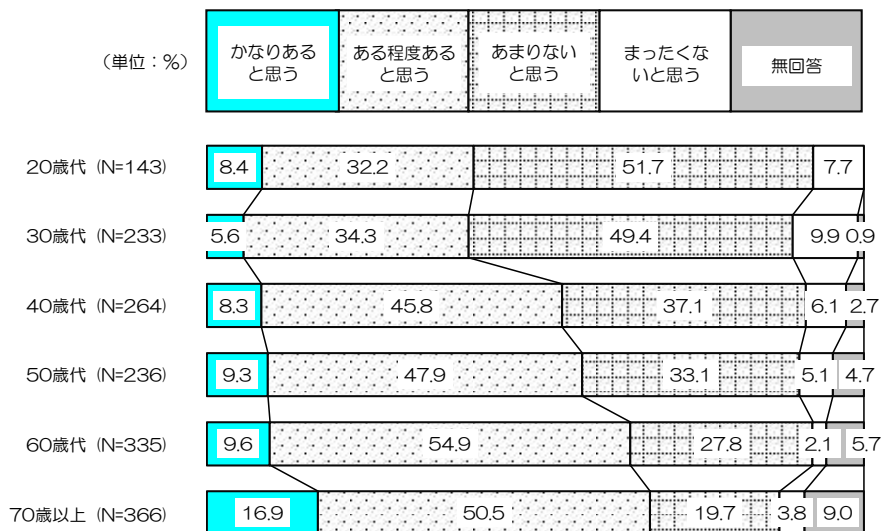 （単位：％）
かなりある
と思う
ある程度ある
と思う
あまりない
と思う
まったくな
いと思う
無回答
20歳代 (N=143) 8.4 32.2 51.7 7.7
30歳代 (N=233) 5.6 34.3 49.4 9.9 0.9
40歳代 (N=264) 8.3 45.8 37.1 6.1 2.7
50歳代 (N=236) 9.3 47.9 33.1 5.1 4.7
60歳代 (N=335) 9.6 54.9 27.8 2.1 5.7
70歳以上 (N=366) 16.9 50.5 19.7 3.8 9.0